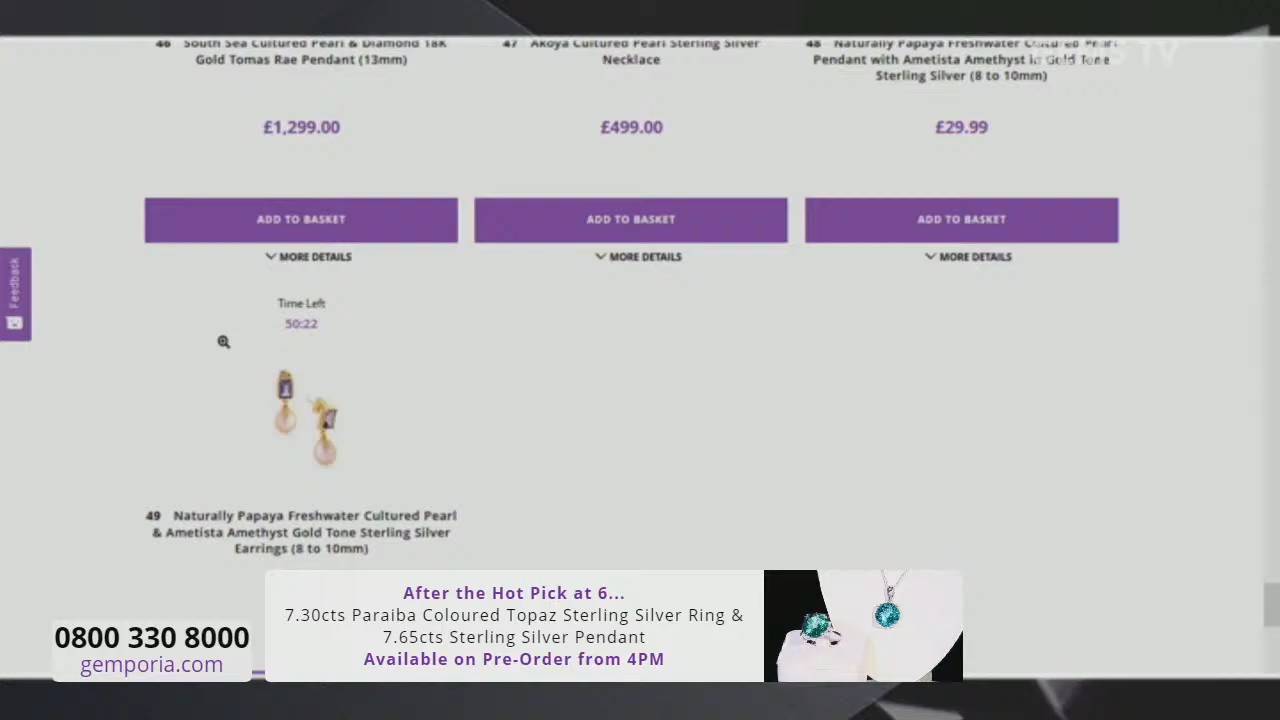 46 South Sea Cultured Pearl & Diamond 18K
Gold Tomas Rae Pendant (13mm)
£1,299.00
ADD TO BASKET
MORE DETAILS
47 Akoya Cultured Pearl Sterling Silver
Necklace
£499.00
ADD TO BASKET
MORE DETAILS
48 Naturally Papaya Freshwater Cultured Pearl
Pendant with Ametista Amethyst in Gold Tone
Sterling Silver (8 to 10mm)
£29.99
ADD TO BASKET
MORE DETAILS
TV
Feedback
Time Left
50:22
49 Naturally Papaya Freshwater Cultured Pearl
& Ametista Amethyst Gold Tone Sterling Silver
Earrings (8 to 10mm)
0800 330 8000
gemporia.com
After the Hot Pick at 6...
7.30cts Paraiba Coloured Topaz Sterling Silver Ring &
7.65cts Sterling Silver Pendant
Available on Pre-Order from 4PM